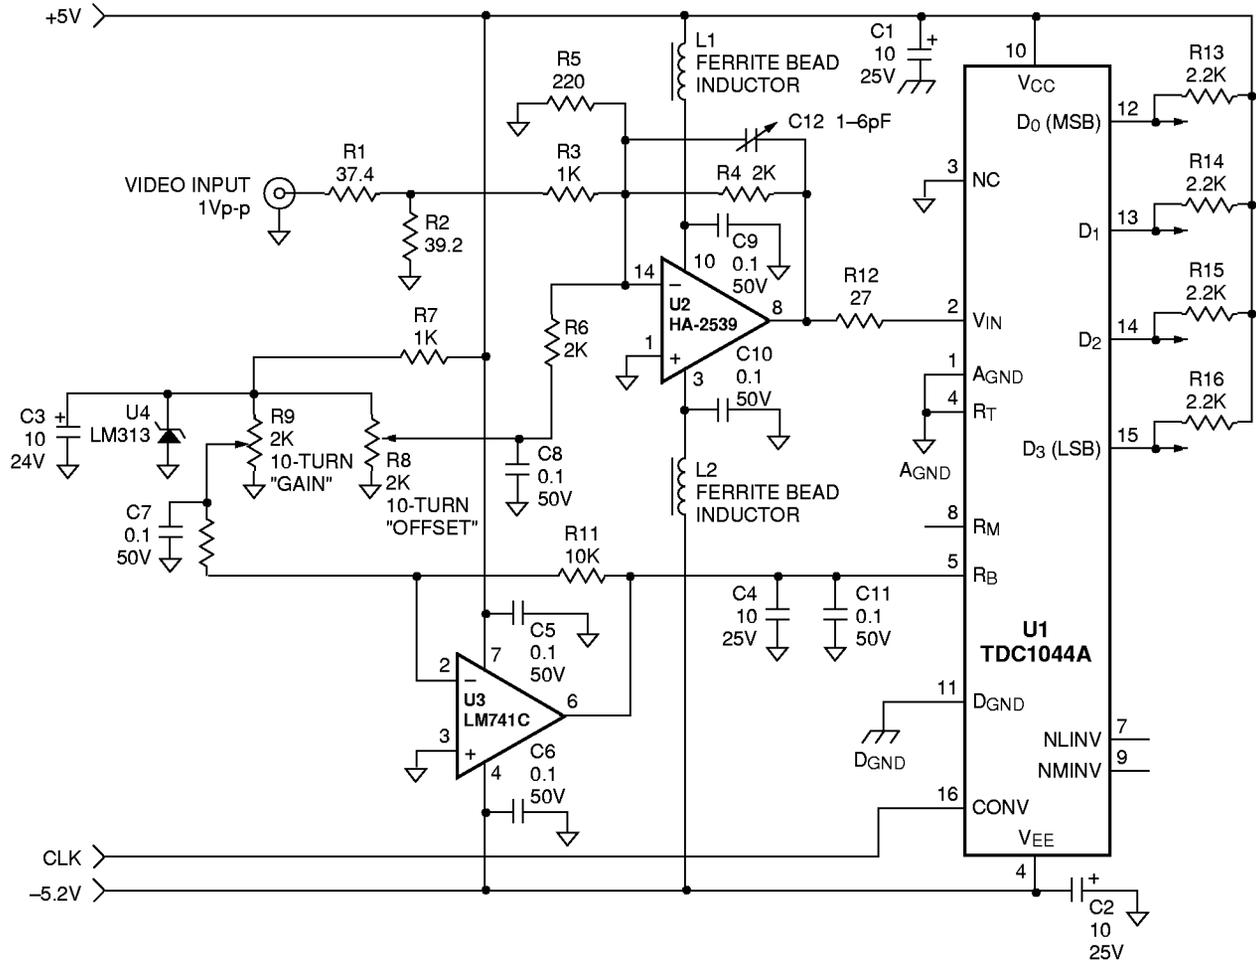 +5V
L1
FERRITE BEAD
INDUCTOR
C1
10
25V
+
10
VCC
R13
2.2K
R5
220
12
D0 (MSB)
C12 1–6pF
VIDEO INPUT
1Vp-p
R1
37.4
R3
1K
R4 2K
3
NC
R14
2.2K
R2
39.2
13
D1
C9
0.1
50V
14
10
–
U2
HA-2539
8
1
+
3
R12
27
2
VIN
R15
2.2K
R7
1K
R6
2K
14
D2
C10
0.1
50V
1
AGND
4
RT
AGND
R16
2.2K
C3
10
24V
+
U4
LM313
R9
2K
10-TURN
"GAIN"
R8
2K
10-TURN
"OFFSET"
C8
0.1
50V
15
D3 (LSB)
L2
FERRITE BEAD
INDUCTOR
C7
0.1
50V
R11
10K
8
RM
5
RB
C4
10
25V
C11
0.1
50V
C5
0.1
50V
U1
TDC1044A
2
7
–
U3
LM741C
6
3
+
4
11
DGND
DGND
NLINV
7
NMINV
9
C6
0.1
50V
16
CONV
VEE
4
CLK
–5.2V
+
C2
10
25V